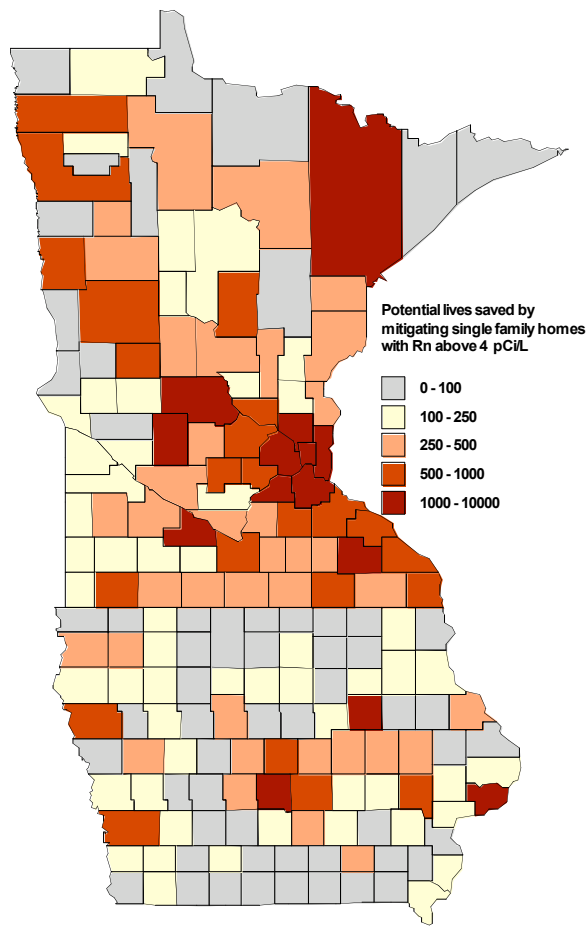 Potential lives saved by
mitigating single family homes
with Rn above 4 pCi/L
0 - 100
100 - 250
250 - 500
500 - 1000
1000 - 10000